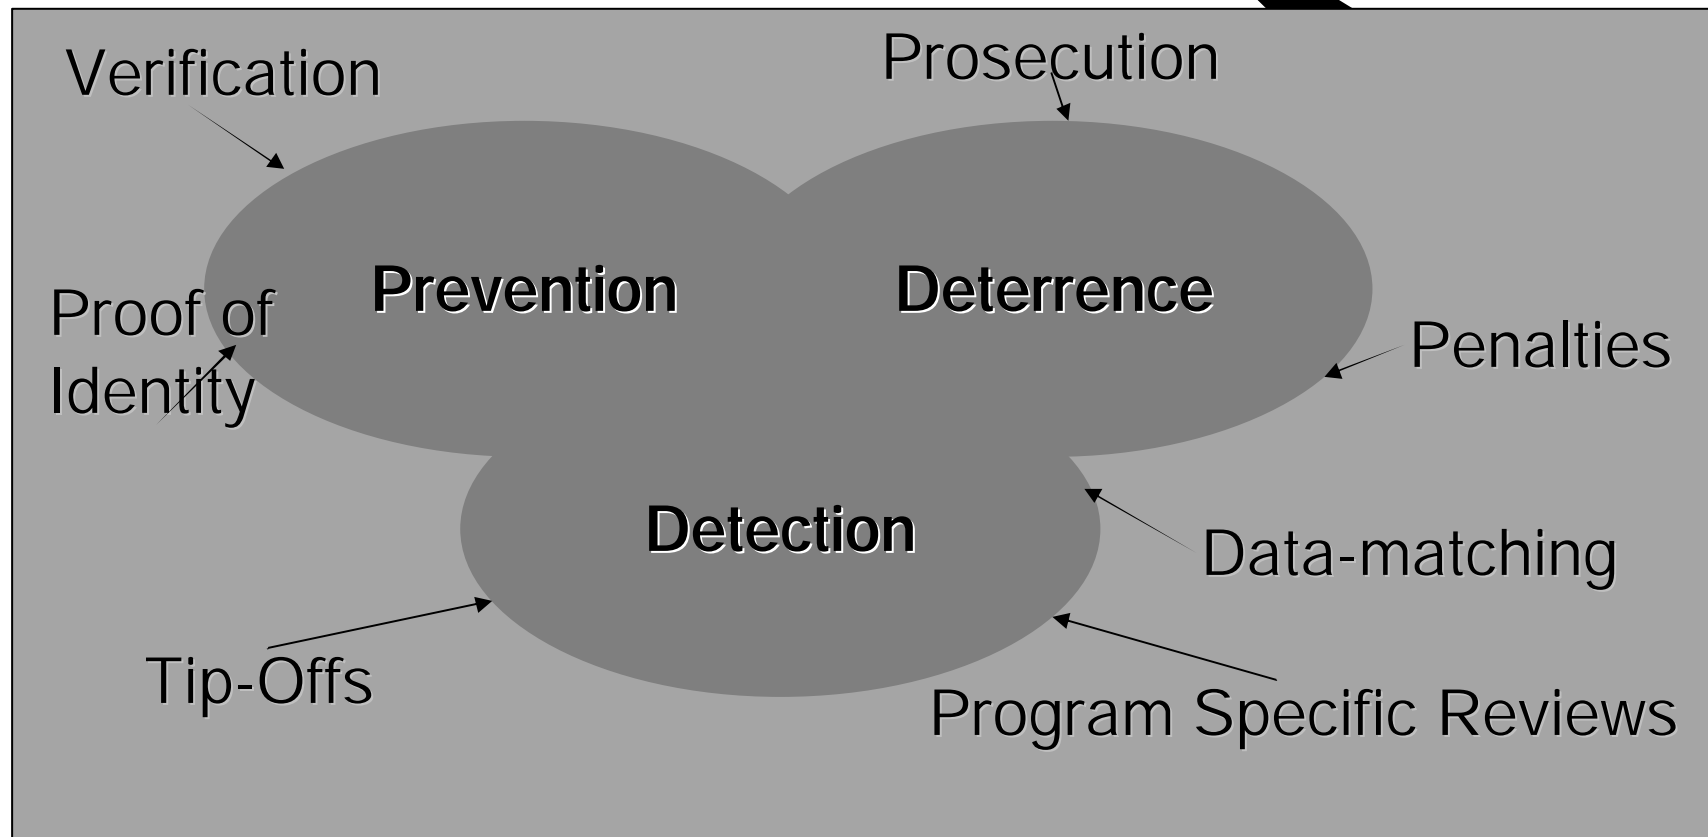 Verification
Prosecution
Prevention
Deterrence
Proof of
Identity
Penalties
Detection
Data-matching
Tip-Offs
Program Specific Reviews